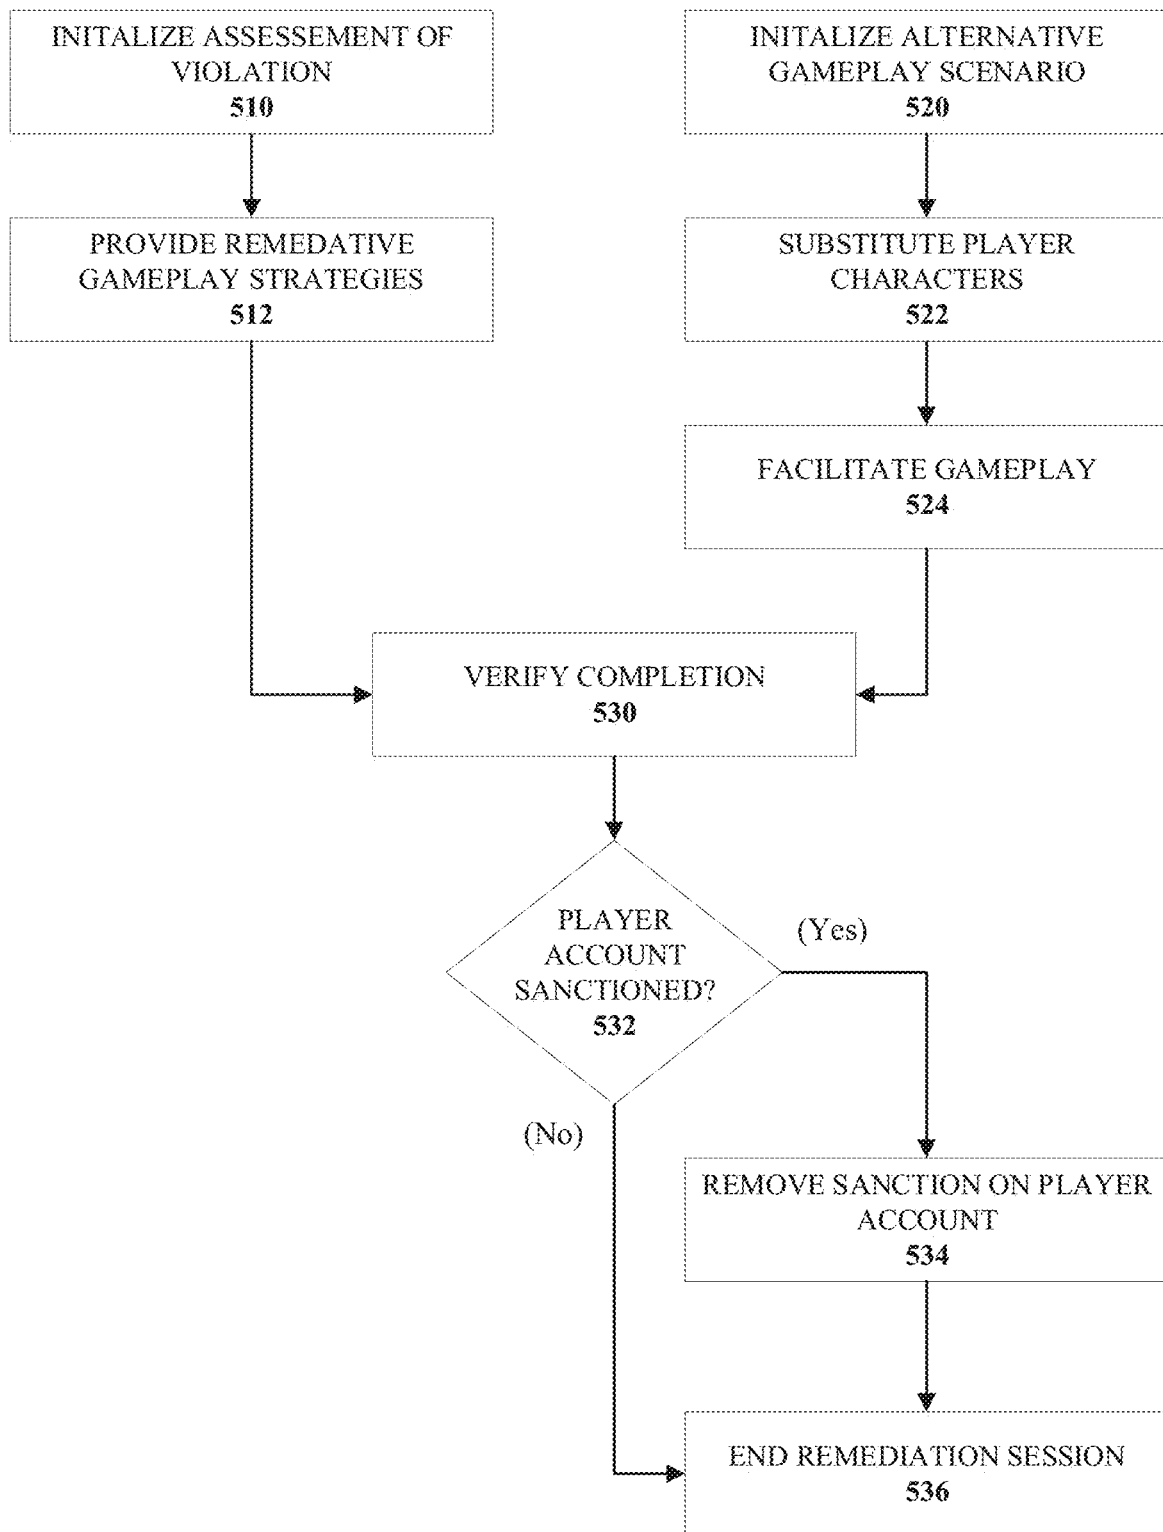 INITALIZE ASSESSEMENT OF
VIOLATION
510
INITALIZE ALTERNATIVE
GAMEPLAY SCENARIO
520
PROVIDE REMEDATIVE
GAMEPLAY STRATEGIES
512
SUBSTITUTE PLAYER
CHARACTERS
522
FACILITATE GAMEPLAY
524
VERIFY COMPLETION
530
PLAYER
ACCOUNT
SANCTIONED?
532
(Yes)
(No)
REMOVE SANCTION ON PLAYER
ACCOUNT
534
END REMEDIATION SESSION
536